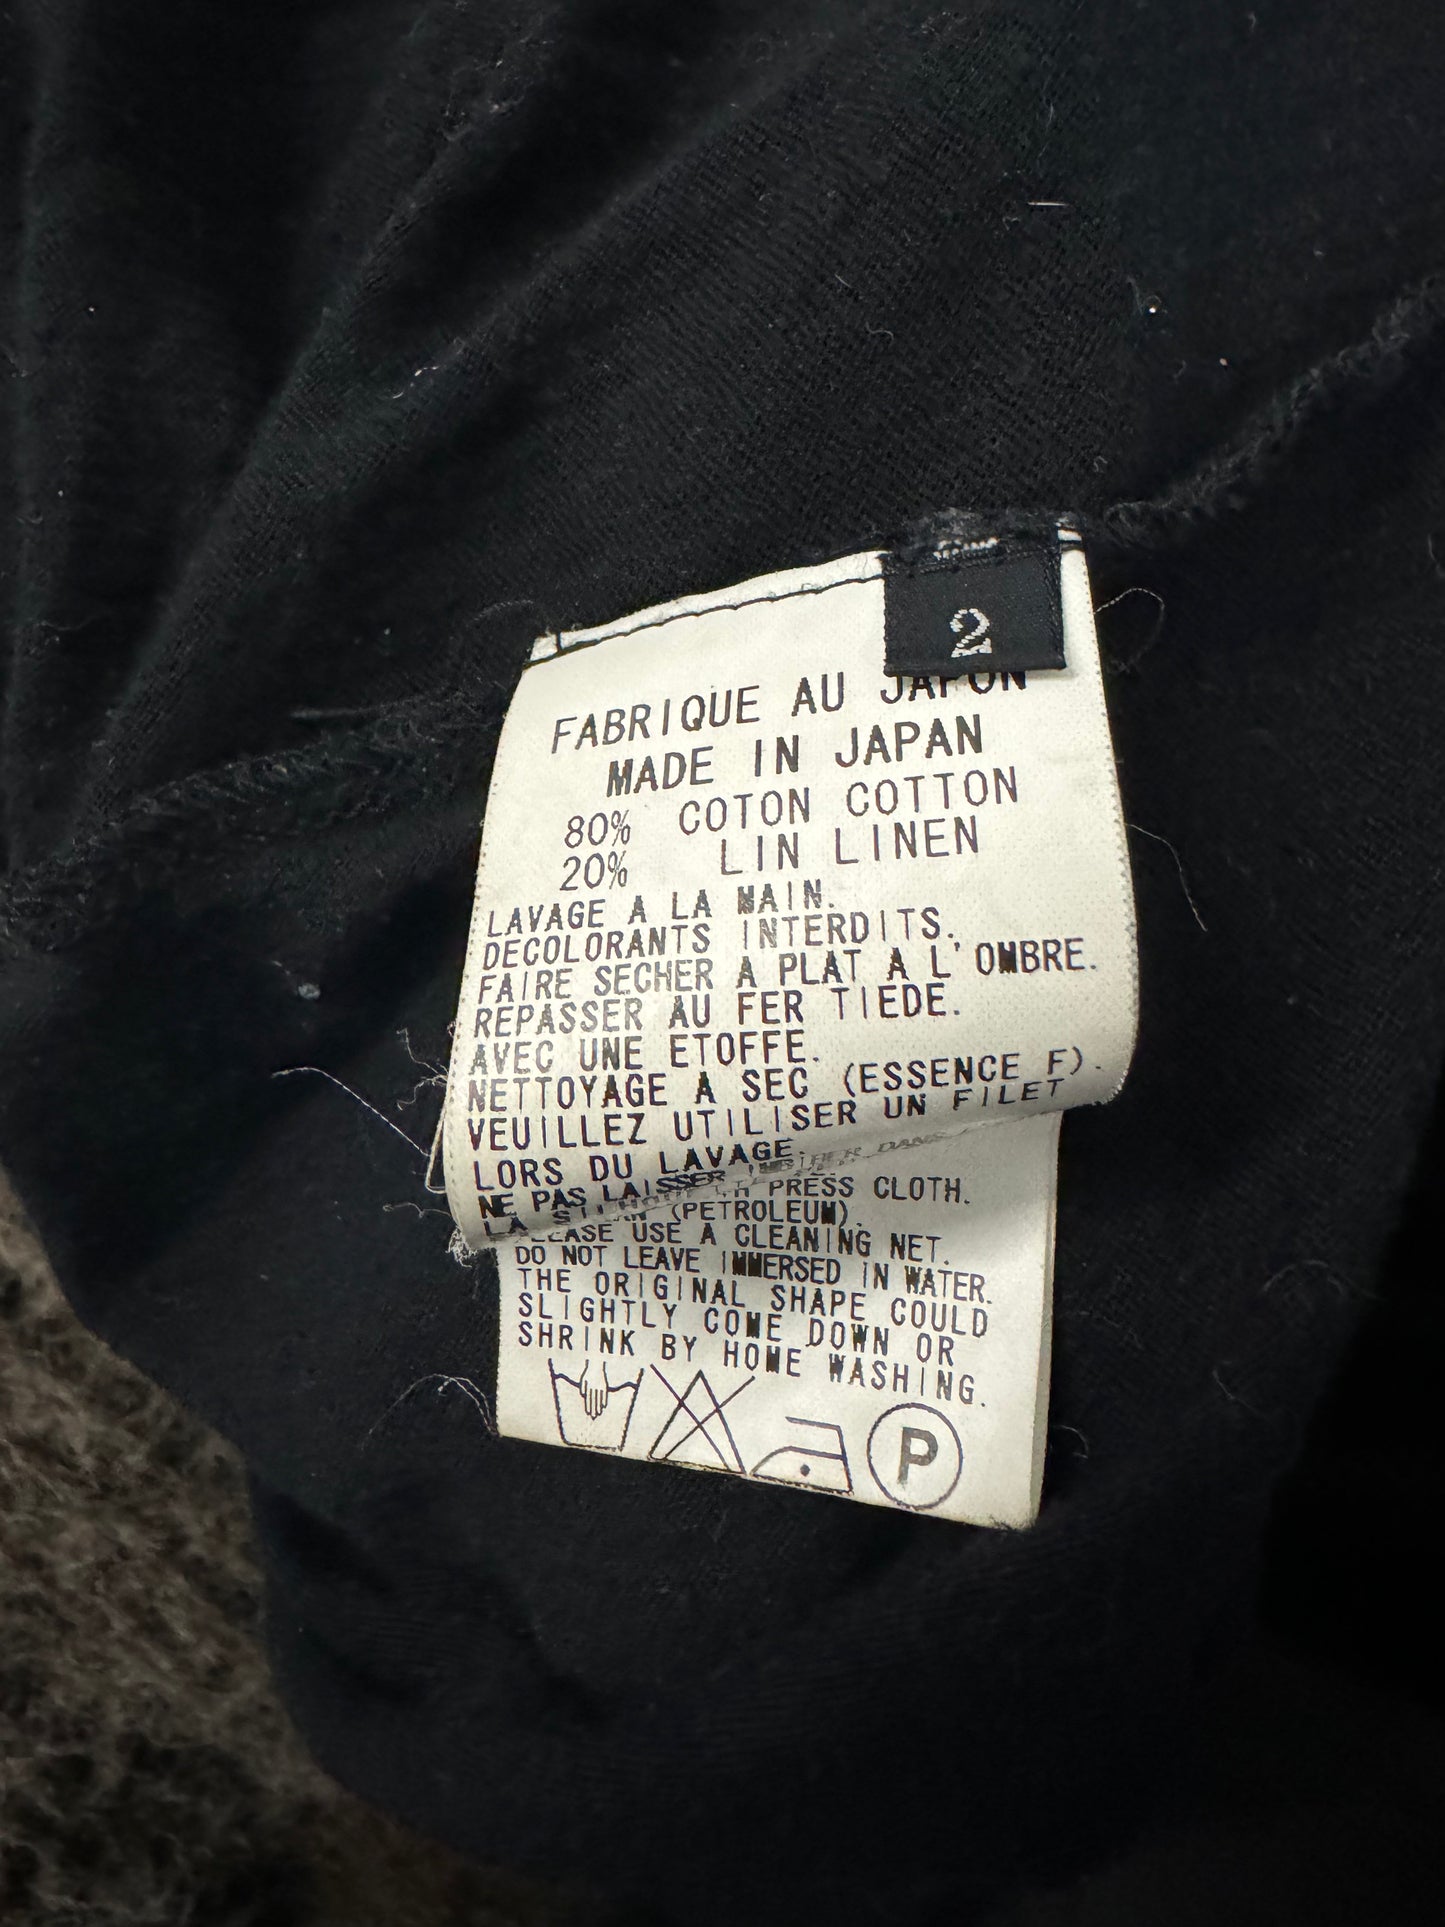 2
FABRIQUE AU JAPON
MADE IN JAPAN
80% COTON COTTON
20% LIN LINEN
LAVAGE A LA MAIN.
DECOLORANTS INTERDITS.
FAIRE SECHER A PLAT A L'OMBRE.
REPASSER AU FER TIEDE.
AVEC UNE ETOFFE.
NETTOYAGE A SEC (ESSENCE F).
VEUILLEZ UTILISER UN FILET
LORS DU LAVAGE.
NE PAS LAISSER DANS
LA
PRESS CLOTH.
(PETROLEUM).
PLEASE USE A CLEANING NET.
DO NOT LEAVE IMMERSED IN WATER.
THE ORIGINAL SHAPE COULD
SLIGHTLY COME DOWN OR
SHRINK BY HOME WASHING.
P